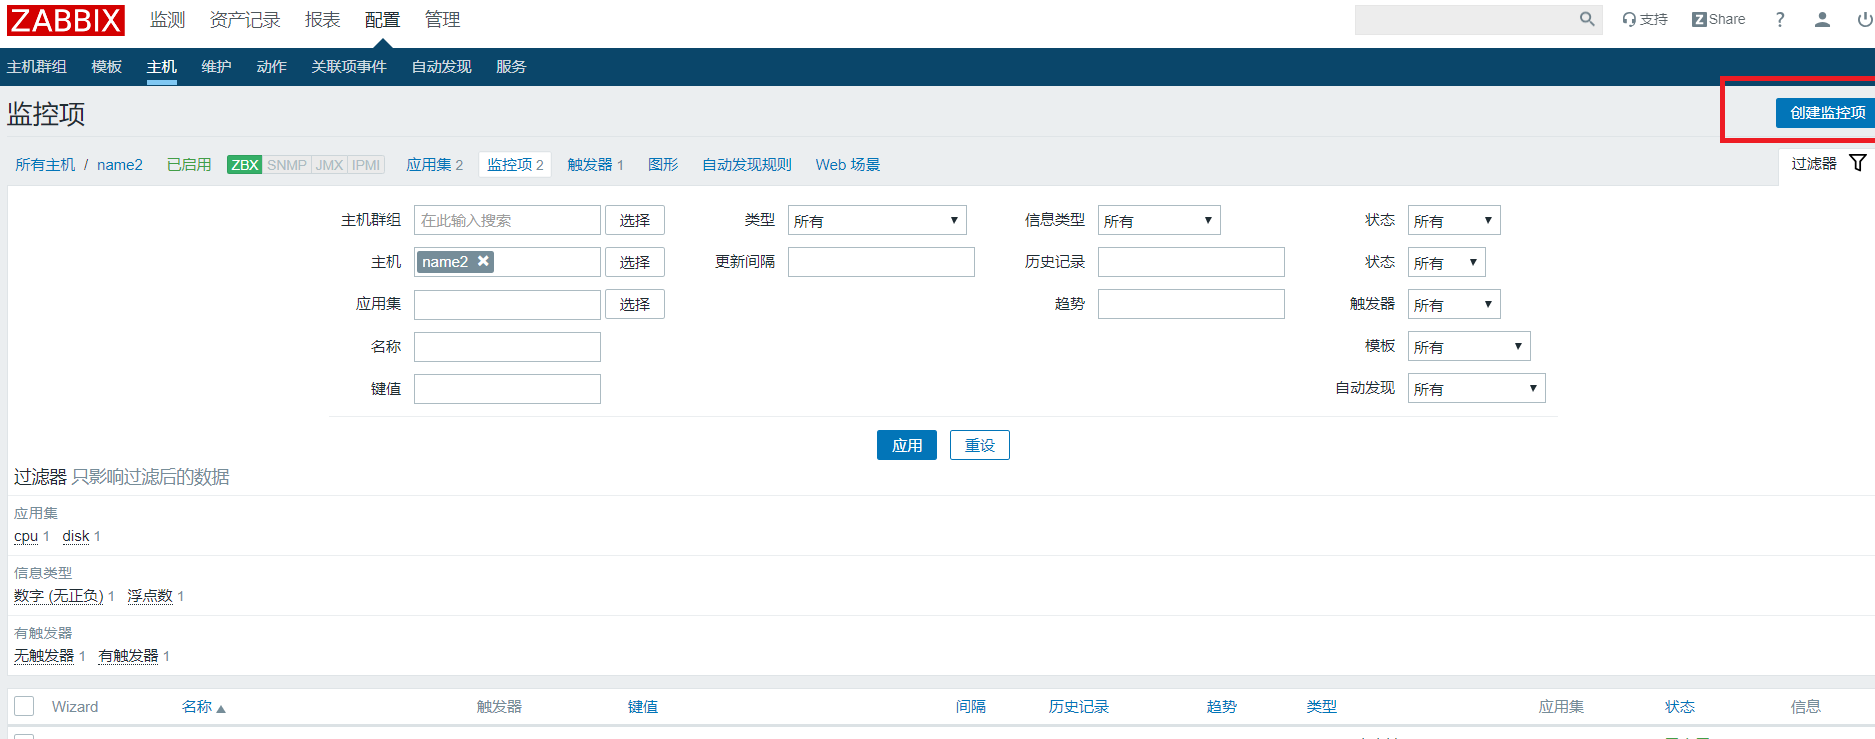 ZABBIX 监测 资产记录 报表 配置 管理 支持 Z Share ?
主机群组 模板 主机 维护 动作 关联项事件 自动发现 服务
监控项 创建监控项
所有主机 / name2 已启用 ZBX SNMP JMX IPMI 应用集 2 监控项 2 触发器 1 图形 自动发现规则 Web 场景 过滤器
主机群组 在此输入搜索 选择 类型 所有 信息类型 所有 状态 所有
主机 name2 选择 更新间隔 历史记录 状态 所有
应用集 选择 趋势 触发器 所有
名称 模板 所有
键值 自动发现 所有
应用 重设
过滤器 只影响过滤后的数据
应用集
cpu 1 disk 1
信息类型
数字 (无正负) 1 浮点数 1
有触发器
无触发器 1 有触发器 1
Wizard 名称 触发器 键值 间隔 历史记录 趋势 类型 应用集 状态 信息